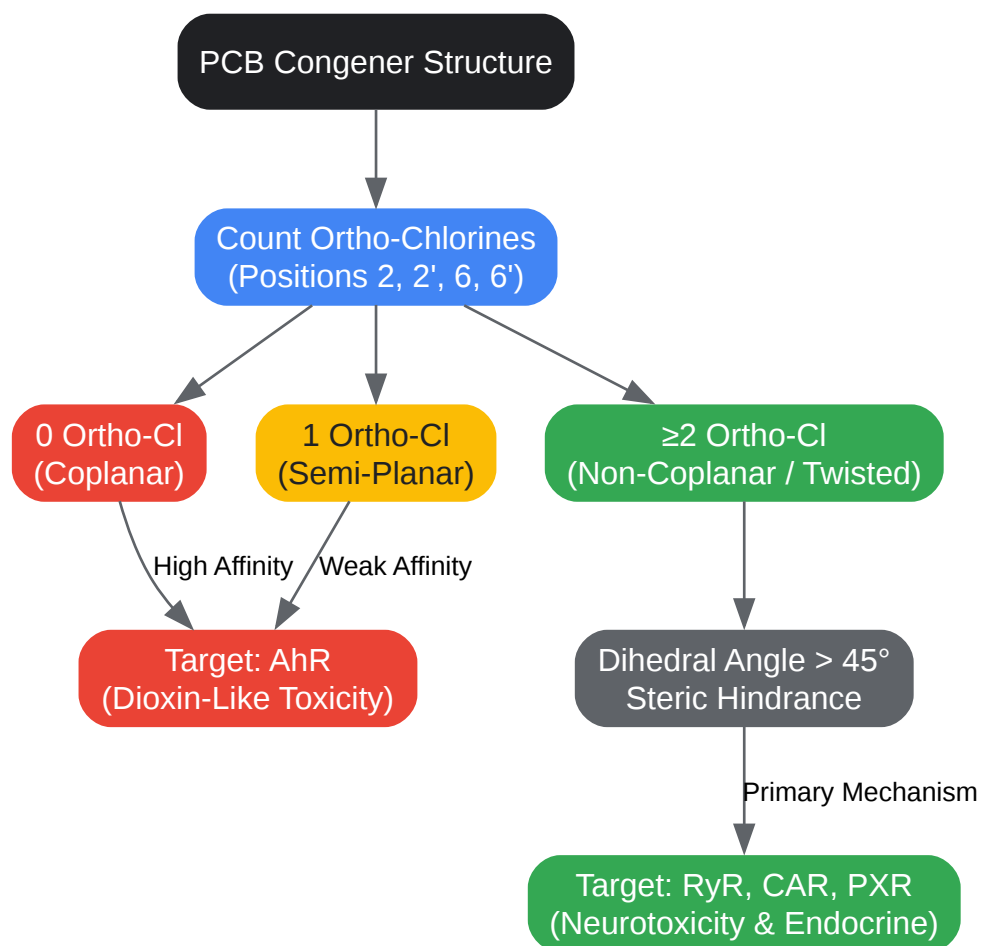 PCB Congener Structure
Count Ortho-Chlorines
(Positions 2, 2', 6, 6')
0 Ortho-Cl
(Coplanar)
1 Ortho-Cl
(Semi-Planar)
≥2 Ortho-Cl
(Non-Coplanar / Twisted)
High Affinity
Weak Affinity
Target: AhR
(Dioxin-Like Toxicity)
Dihedral Angle > 45°
Steric Hindrance
Primary Mechanism
Target: RyR, CAR, PXR
(Neurotoxicity & Endocrine)